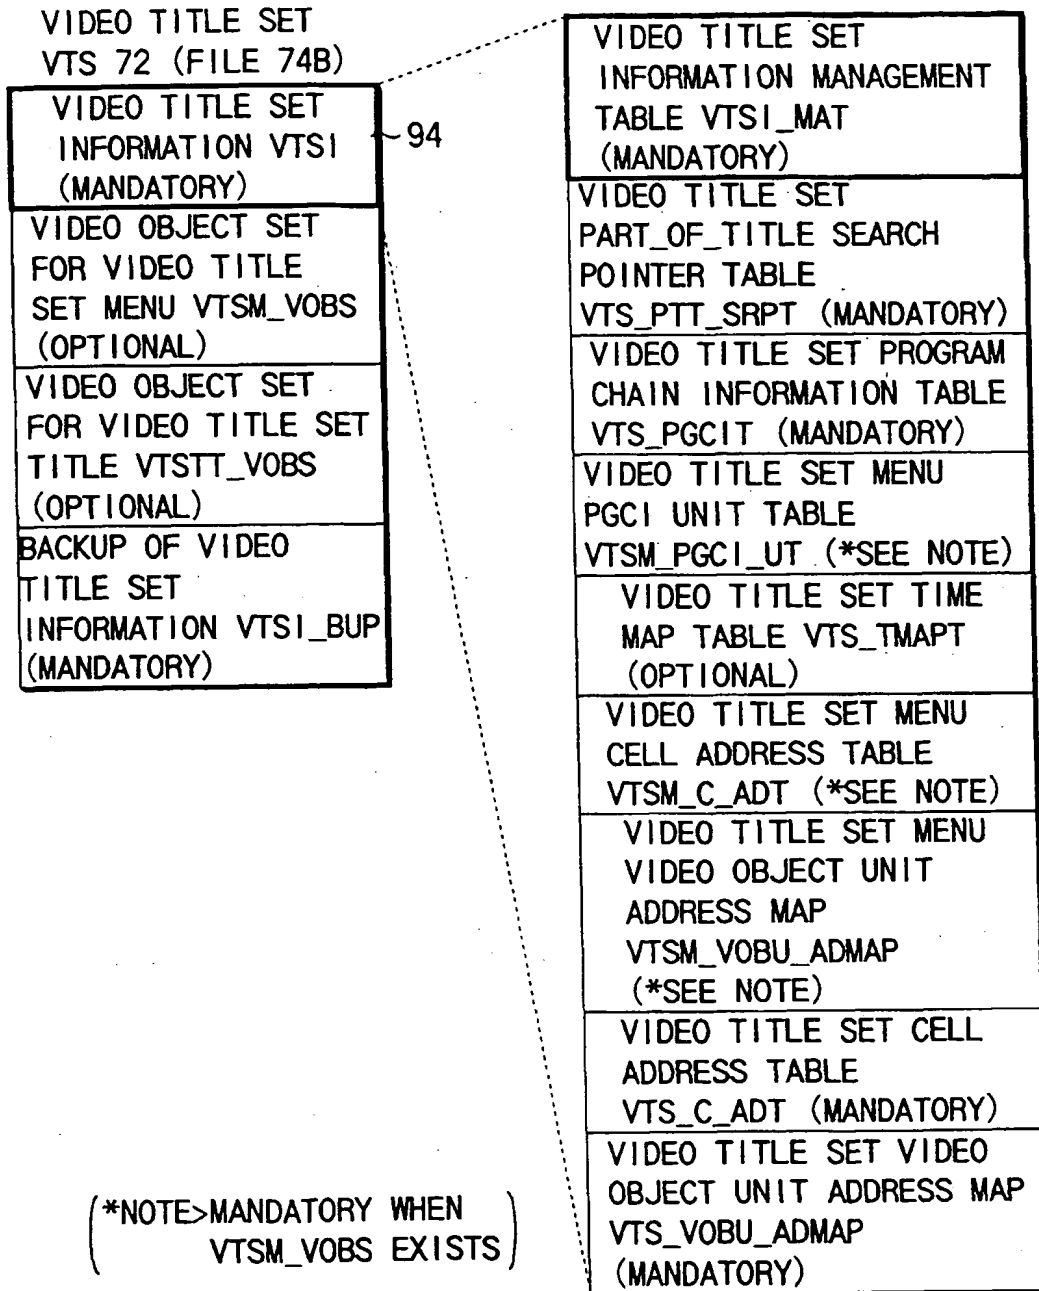 VIDEO TITLE SET
VTS 72 (FILE 74B)
VIDEO TITLE SET
INFORMATION VTSI
(MANDATORY)
94
VIDEO OBJECT SET
FOR VIDEO TITLE
SET MENU VTSM_VOBS
(OPTIONAL)
VIDEO OBJECT SET
FOR VIDEO TITLE SET
TITLE VTSTT_VOBS
(OPTIONAL)
BACKUP OF VIDEO
TITLE SET
INFORMATION VTSI_BUP
(MANDATORY)
VIDEO TITLE SET
INFORMATION MANAGEMENT
TABLE VTSI_MAT
(MANDATORY)
VIDEO TITLE SET
PART_OF_TITLE SEARCH
POINTER TABLE
VTS_PTT_SRPT (MANDATORY)
VIDEO TITLE SET PROGRAM
CHAIN INFORMATION TABLE
VTS_PGCIT (MANDATORY)
VIDEO TITLE SET MENU
PGCI UNIT TABLE
VTSM_PGCI_UT (*SEE NOTE)
VIDEO TITLE SET TIME
MAP TABLE VTS_TMAPT
(OPTIONAL)
VIDEO TITLE SET MENU
CELL ADDRESS TABLE
VTSM_C_ADT (*SEE NOTE)
VIDEO TITLE SET MENU
VIDEO OBJECT UNIT
ADDRESS MAP
VTSM_VOBU_ADMAP
(*SEE NOTE)
VIDEO TITLE SET CELL
ADDRESS TABLE
VTS_C_ADT (MANDATORY)
VIDEO TITLE SET VIDEO
OBJECT UNIT ADDRESS MAP
VTS_VOBU_ADMAP
(MANDATORY)
(*NOTE>MANDATORY WHEN
VTSM_VOBS EXISTS)